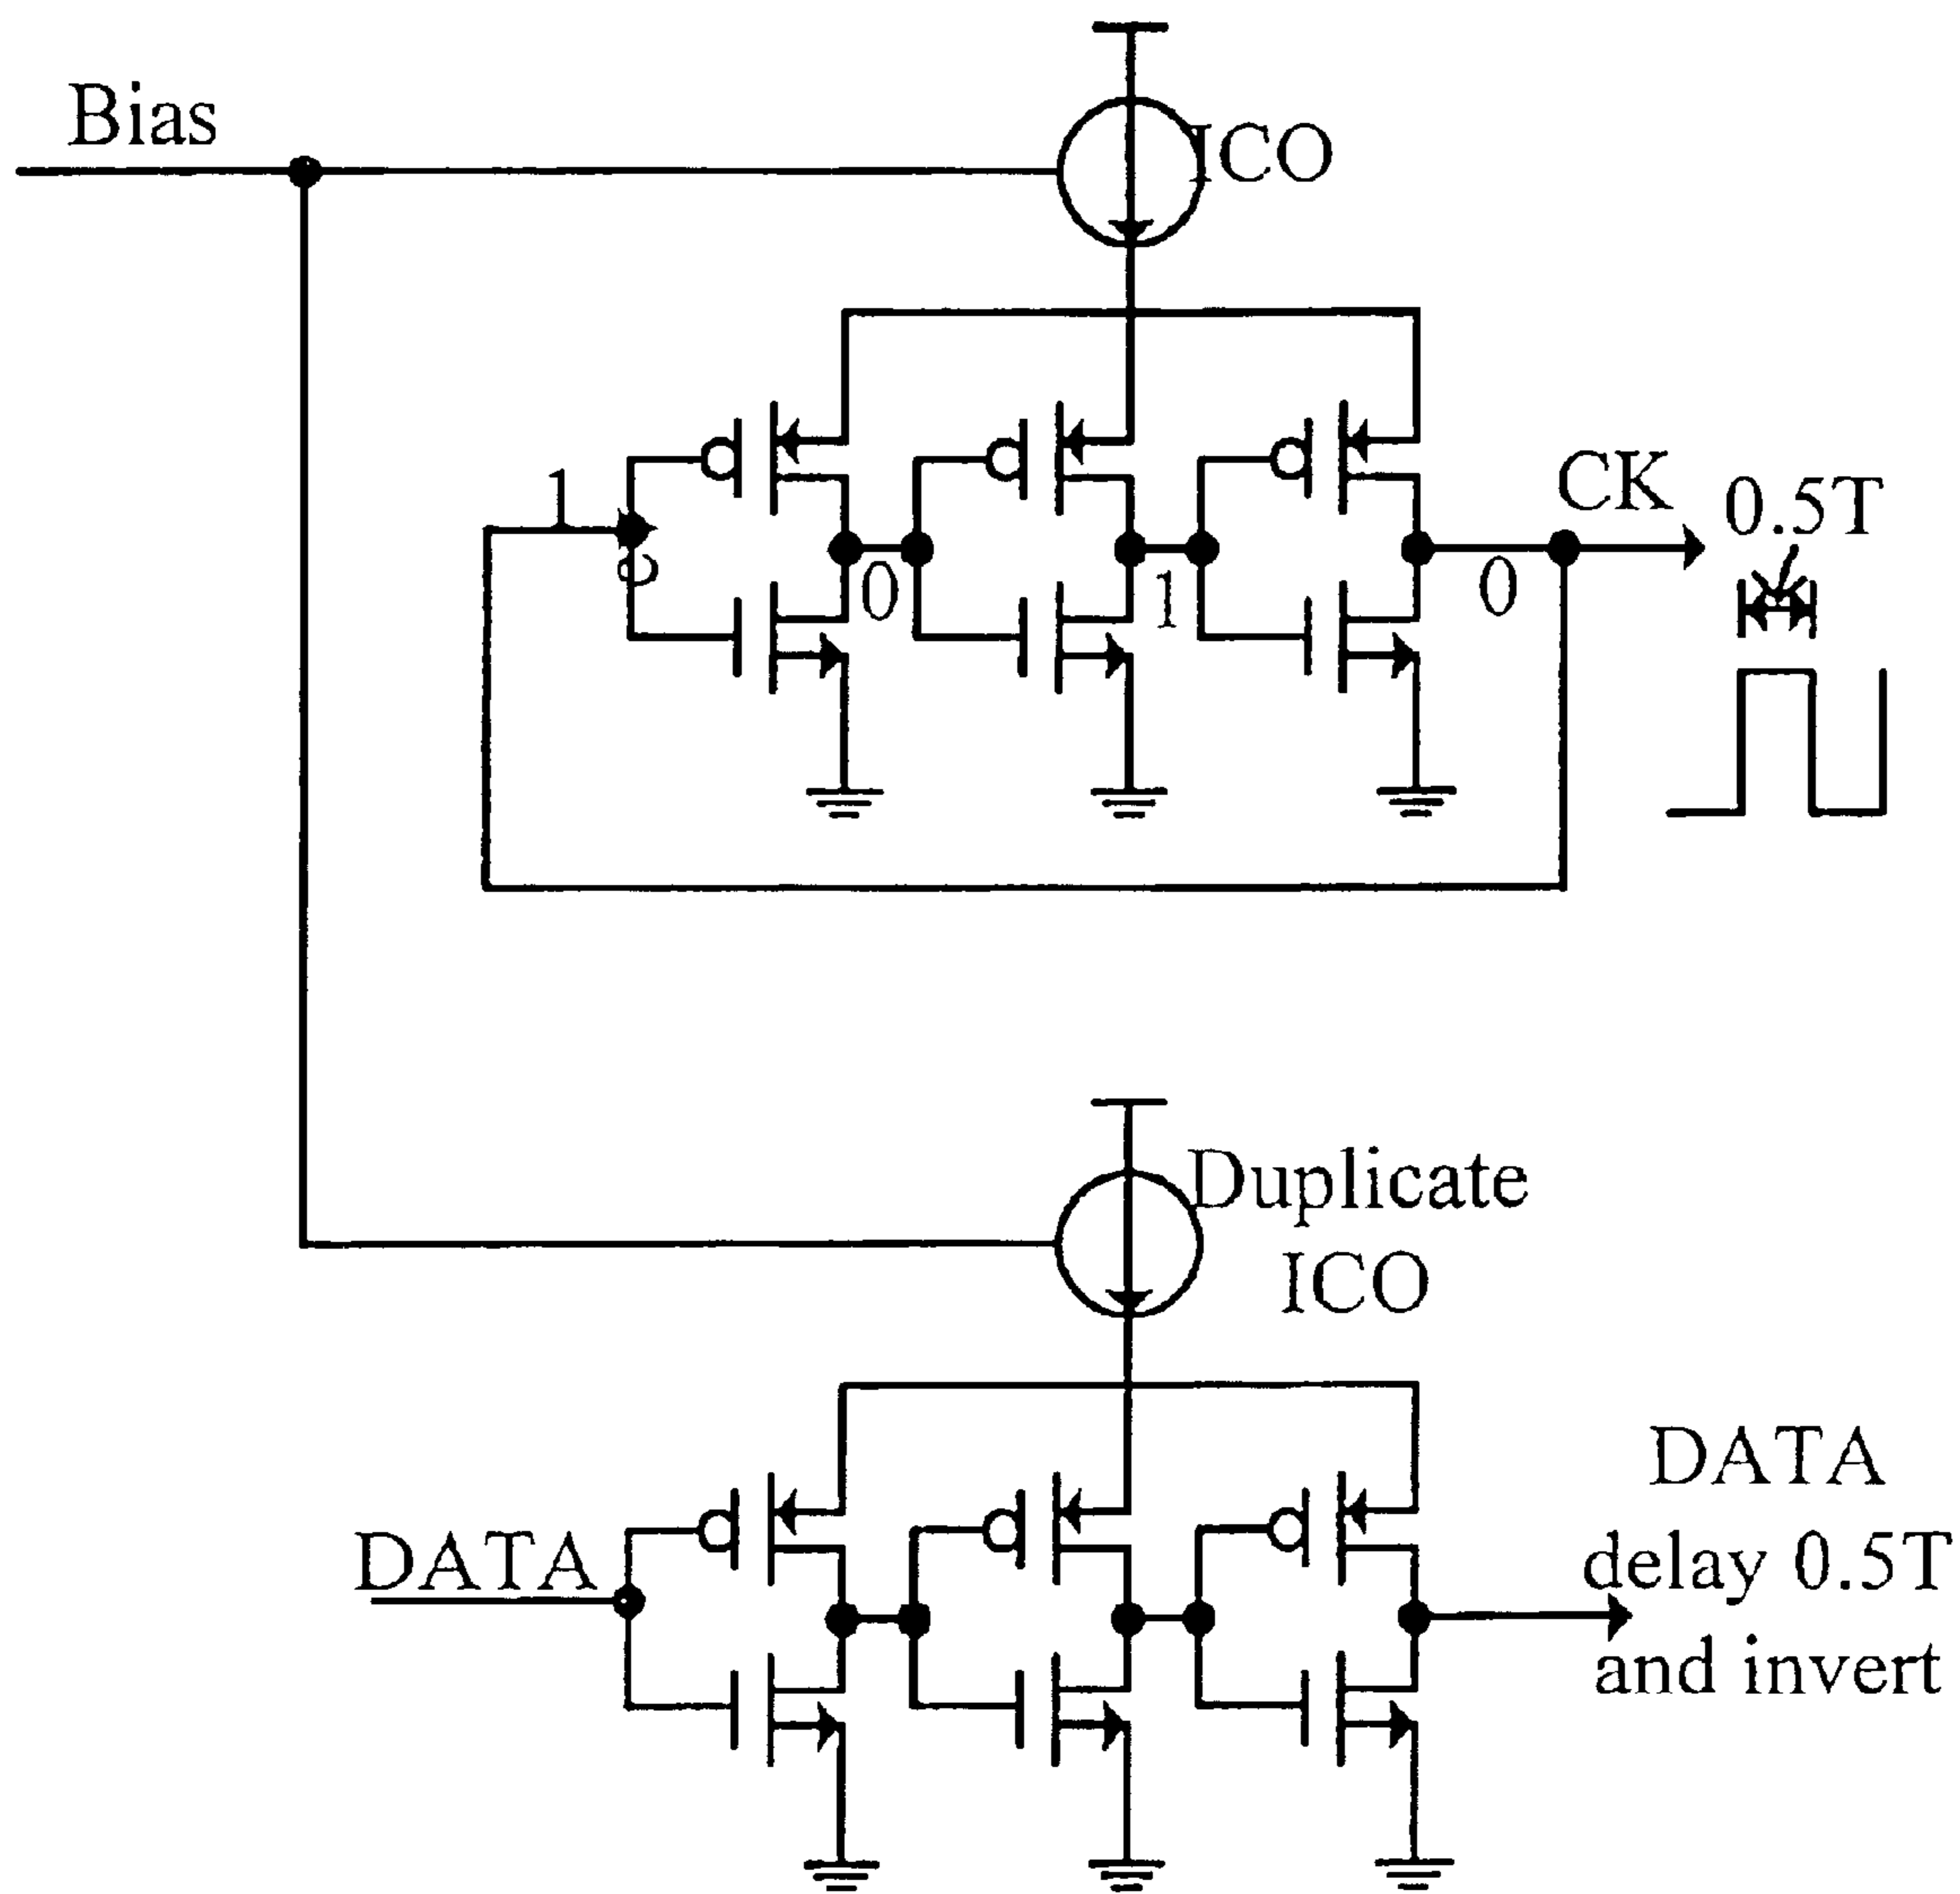 Bias
ICO
CK
0.5T
1
0
1
0
Duplicate
ICO
DATA
DATA
delay 0.5T
and invert